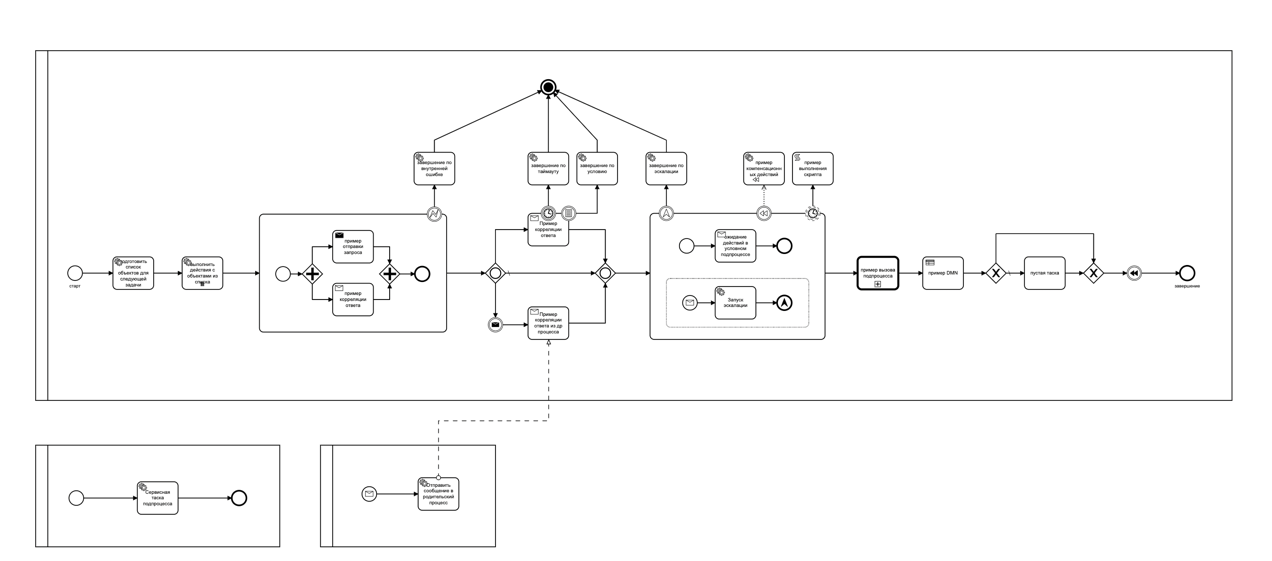 завершение по
внутренней
ошибке
завершение по
таймауту
завершение по
условию
завершение по
эскалации
пример
компенсационн
ых действий
пример
выполнения
скрипта
старт
подготовить
список
объектов для
следующей
задачи
выполнить
действия с
объектами из
списка
пример
отправки
запроса
пример
корреляции
ответа
Пример
корреляции
ответа
Пример
корреляции
ответа из др
процесса
ожидание
действий в
условном
подпроцессе
Запуск
эскалации
пример вызова
подпроцесса
пример DMN
пустая таска
завершение
Сервисная
таска
подпроцесса
Отправить
сообщение в
родительский
процесс